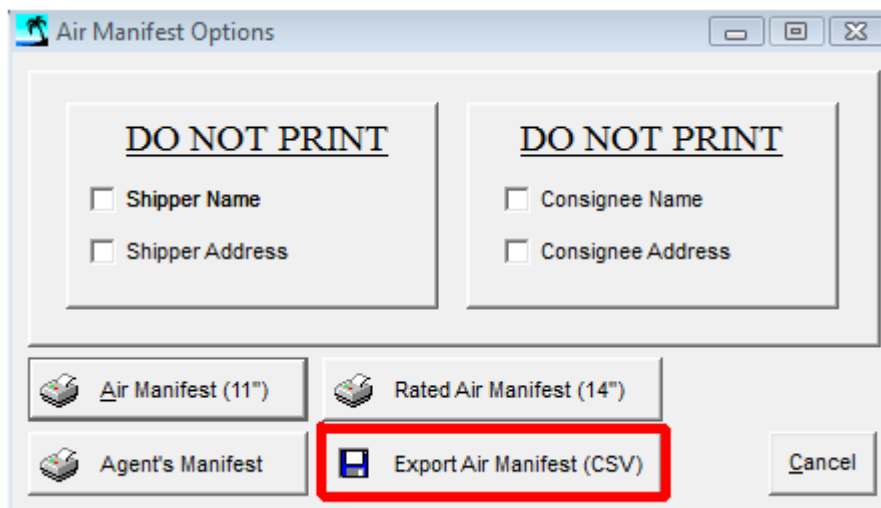 Air Manifest Options
DO NOT PRINT
Shipper Name
Shipper Address
DO NOT PRINT
Consignee Name
Consignee Address
Air Manifest (11")
Rated Air Manifest (14")
Agent's Manifest
Export Air Manifest (CSV)
Cancel